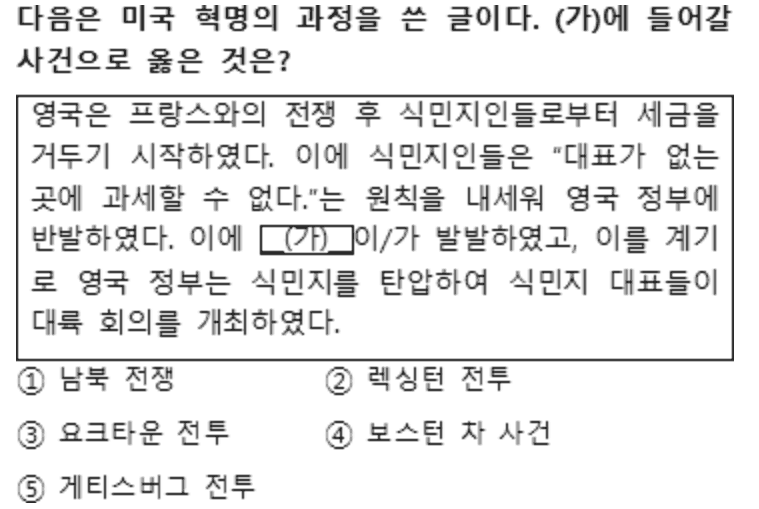 다음은 미국 혁명의 과정을 쓴 글이다. (가)에 들어갈
사건으로 옳은 것은?
영국은 프랑스와의 전쟁 후 식민지인들로부터 세금을
거두기 시작하였다. 이에 식민지인들은 “대표가 없는
곳에 과세할 수 없다.”는 원칙을 내세워 영국 정부에
반발하였다. 이에 (가) 이/가 발발하였고, 이를 계기
로 영국 정부는 식민지를 탄압하여 식민지 대표들이
대륙 회의를 개최하였다.
① 남북 전쟁 ② 렉싱턴 전투
③ 요크타운 전투 ④ 보스턴 차 사건
⑤ 게티스버그 전투